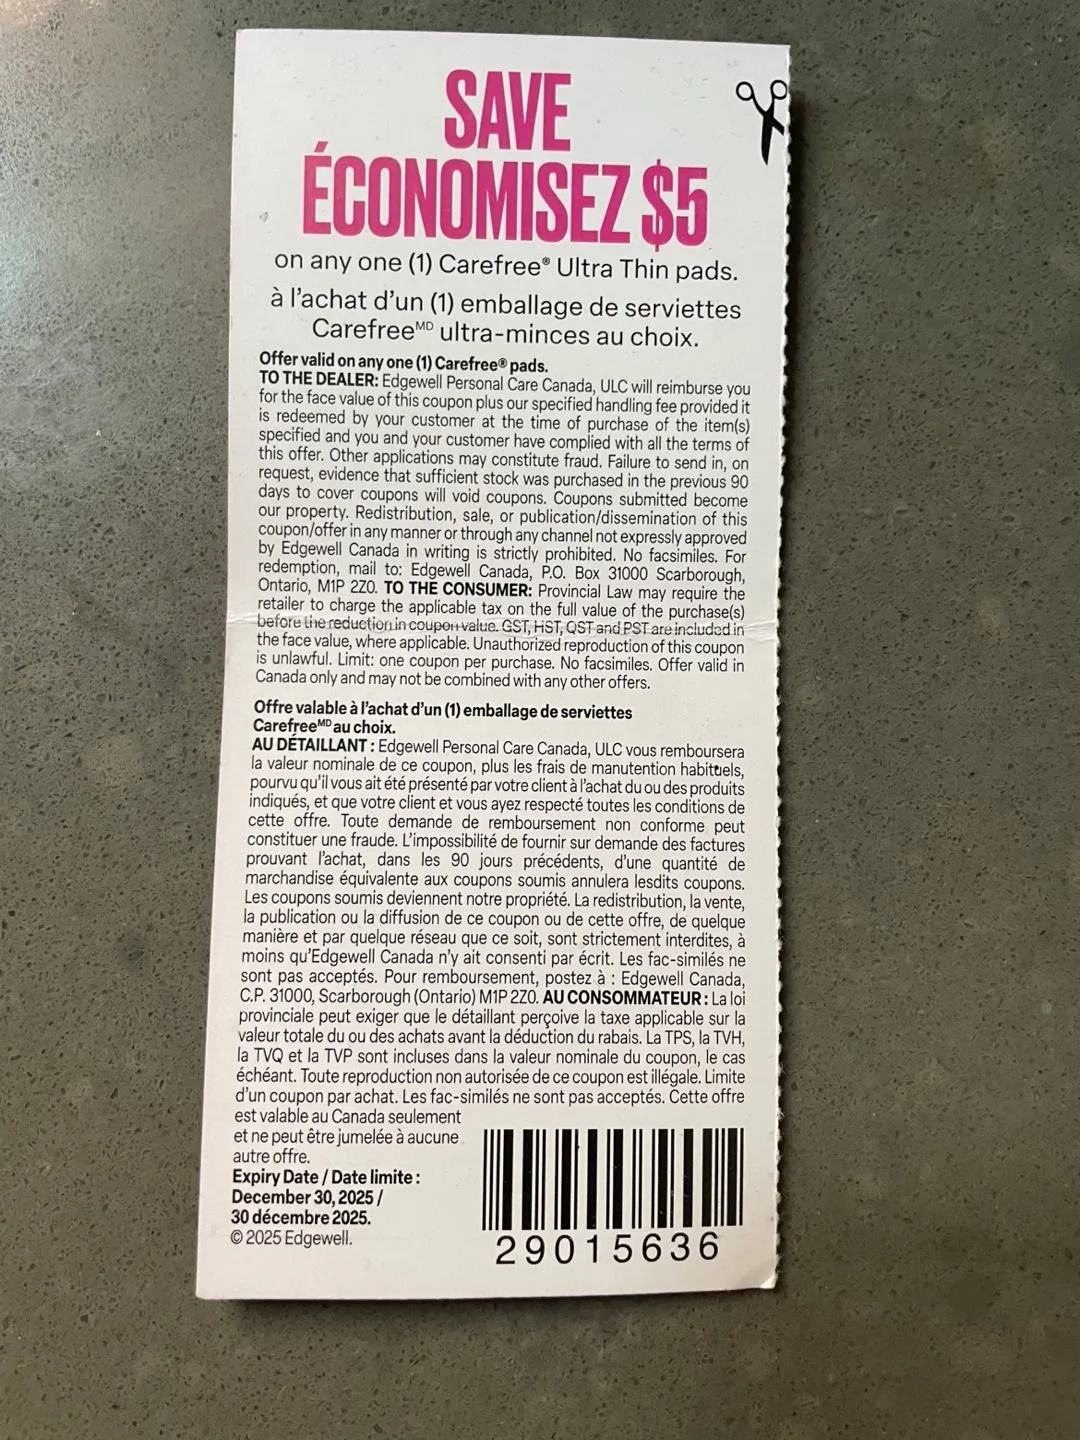 SAVE
ÉCONOMISEZ $5
on any one (1) Carefree® Ultra Thin pads.
à l'achat d'un (1) emballage de serviettes
Carefreeᴹᴰ ultra-minces au choix.
Offer valid on any one (1) Carefree® pads.
TO THE DEALER: Edgewell Personal Care Canada, ULC will reimburse you
for the face value of this coupon plus our specified handling fee provided it
is redeemed by your customer at the time of purchase of the item(s)
specified and you and your customer have complied with all the terms of
this offer. Other applications may constitute fraud. Failure to send in, on
request, evidence that sufficient stock was purchased in the previous 90
days to cover coupons will void coupons. Coupons submitted become
our property. Redistribution, sale, or publication/dissemination of this
coupon/offer in any manner or through any channel not expressly approved
by Edgewell Canada in writing is strictly prohibited. No facsimiles. For
redemption, mail to: Edgewell Canada, P.O. Box 31000 Scarborough,
Ontario, M1P 2Z0. TO THE CONSUMER: Provincial Law may require the
retailer to charge the applicable tax on the full value of the purchase(s)
before the reduction in coupon value. GST, HST, QST and PST are included in
the face value, where applicable. Unauthorized reproduction of this coupon
is unlawful. Limit: one coupon per purchase. No facsimiles. Offer valid in
Canada only and may not be combined with any other offers.
Offre valable à l'achat d'un (1) emballage de serviettes
Carefreeᴹᴰ au choix.
AU DÉTAILLANT : Edgewell Personal Care Canada, ULC vous remboursera
la valeur nominale de ce coupon, plus les frais de manutention habituels,
pourvu qu'il vous ait été présenté par votre client à l'achat du ou des produits
indiqués, et que votre client et vous ayez respecté toutes les conditions de
cette offre. Toute demande de remboursement non conforme peut
constituer une fraude. L'impossibilité de fournir sur demande des factures
prouvant l'achat, dans les 90 jours précédents, d'une quantité de
marchandise équivalente aux coupons soumis annulera lesdits coupons.
Les coupons soumis deviennent notre propriété. La redistribution, la vente,
la publication ou la diffusion de ce coupon ou de cette offre, de quelque
manière et par quelque réseau que ce soit, sont strictement interdites, à
moins qu'Edgewell Canada n'y ait consenti par écrit. Les fac-similés ne
sont pas acceptés. Pour remboursement, postez à : Edgewell Canada,
C.P. 31000, Scarborough (Ontario) M1P 2Z0. AU CONSOMMATEUR : La loi
provinciale peut exiger que le détaillant perçoive la taxe applicable sur la
valeur totale du ou des achats avant la déduction du rabais. La TPS, la TVH,
la TVQ et la TVP sont incluses dans la valeur nominale du coupon, le cas
échéant. Toute reproduction non autorisée de ce coupon est illégale. Limite
d'un coupon par achat. Les fac-similés ne sont pas acceptés. Cette offre
est valable au Canada seulement
et ne peut être jumelée à aucune
autre offre.
Expiry Date / Date limite :
December 30, 2025 /
30 décembre 2025.
© 2025 Edgewell.
29015636